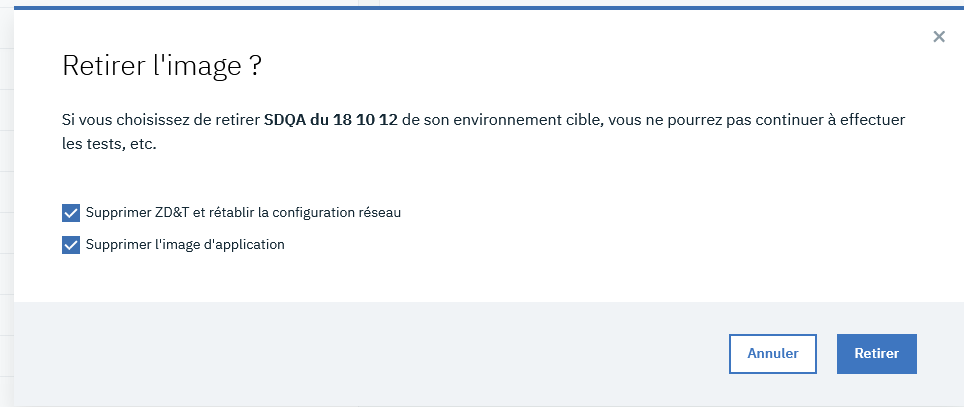 Retirer l'image ?
Si vous choisissez de retirer SDQA du 18 10 12 de son environnement cible, vous ne pourrez pas continuer à effectuer
les tests, etc.
Supprimer ZD&T et rétablir la configuration réseau
Supprimer l'image d'application
Annuler
Retirer